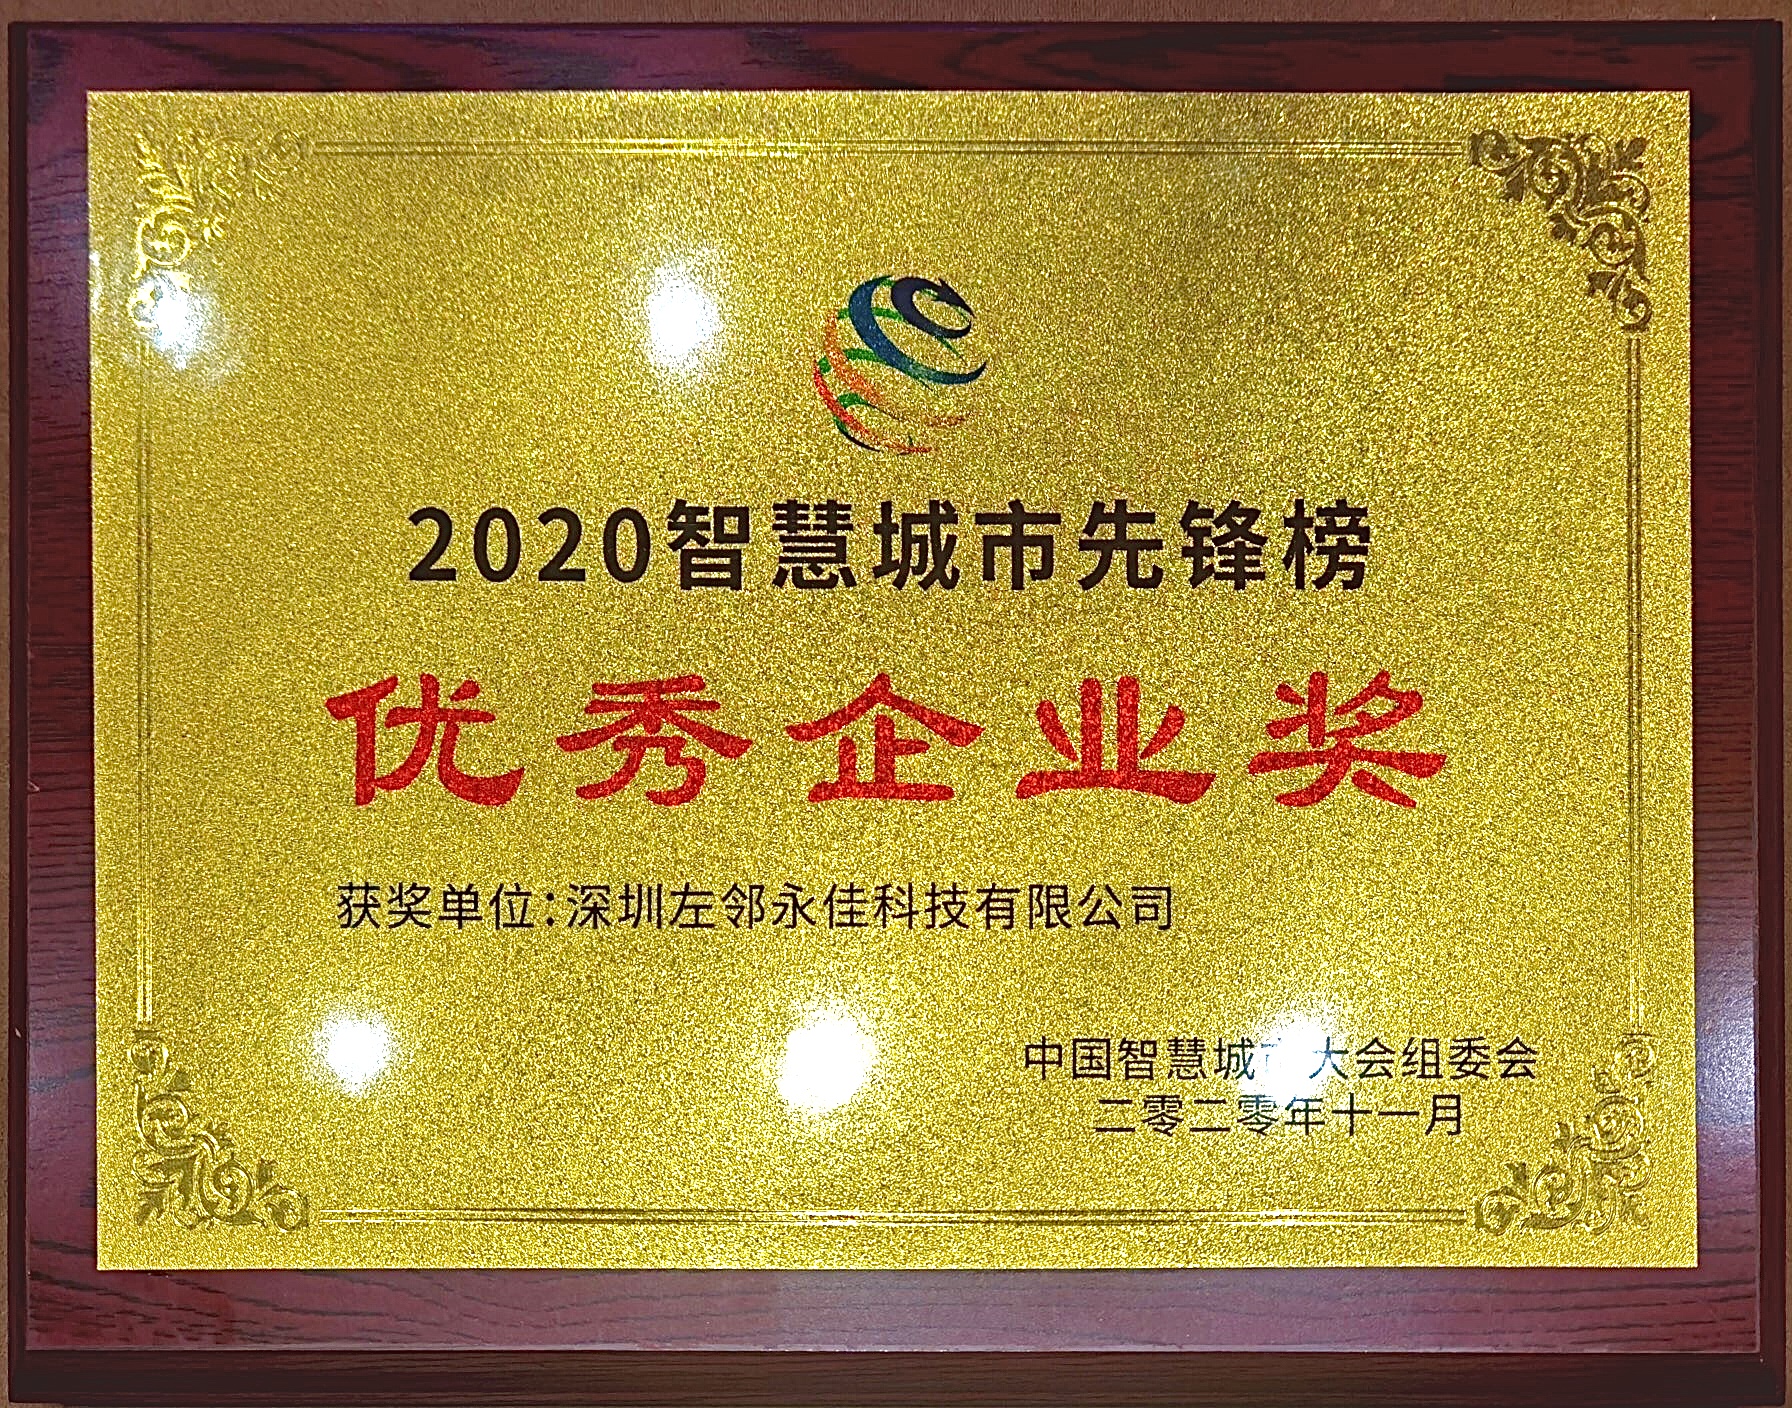 2020智慧城市先锋榜
优秀企业奖
获奖单位:深圳左邻永佳科技有限公司
中国智慧城市大会组委会
二零二零年十一月